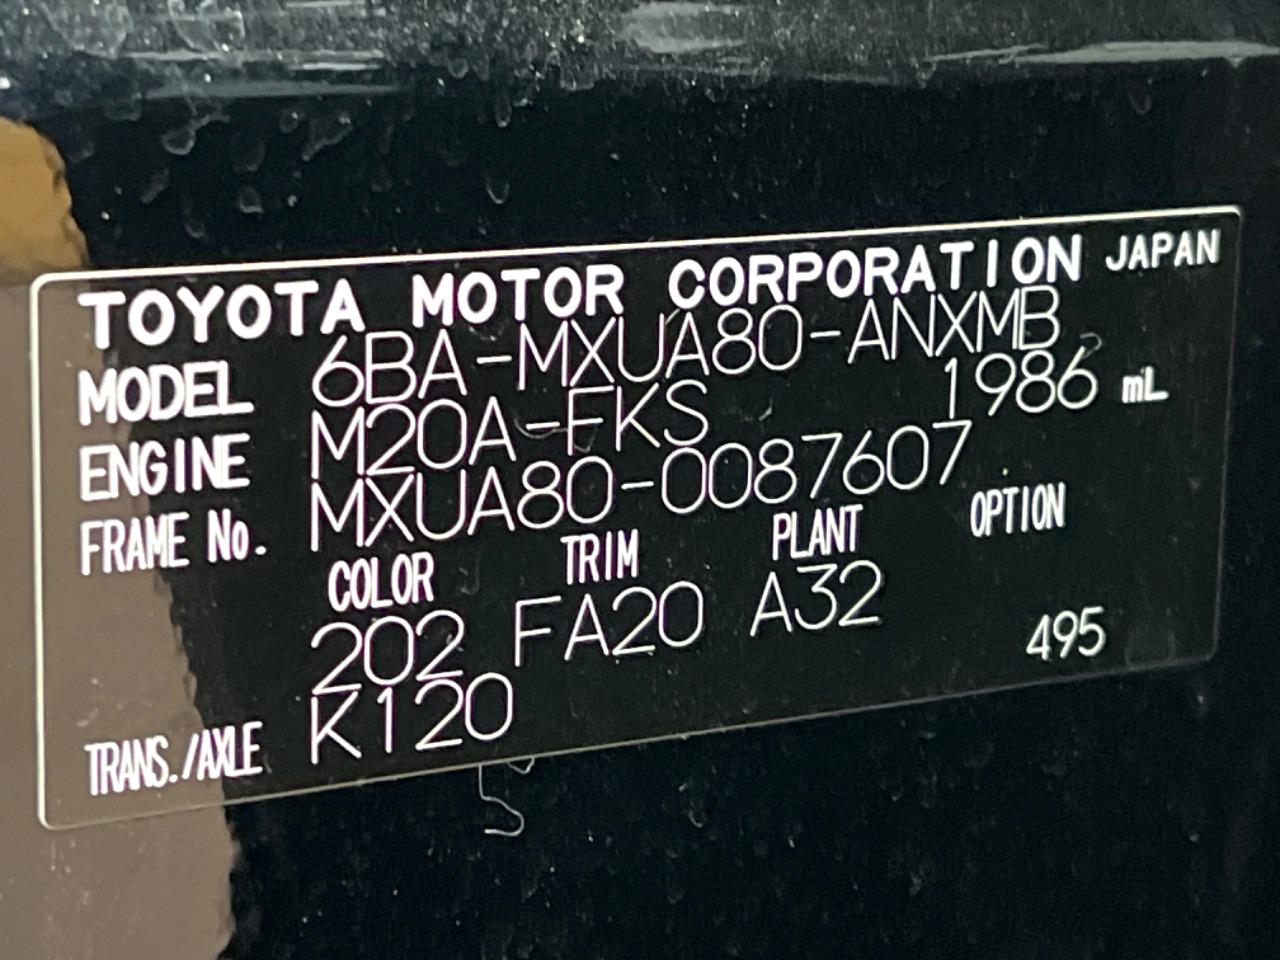 TOYOTA MOTOR CORPORATION JAPAN
MODEL 6BA-MXUA80-ANXMB
ENGINE M20A-FKS 1986 mL
FRAME No. MXUA80-0087607
COLOR TRIM PLANT OPTION
202 FA20 A32 495
TRANS./AXLE K120